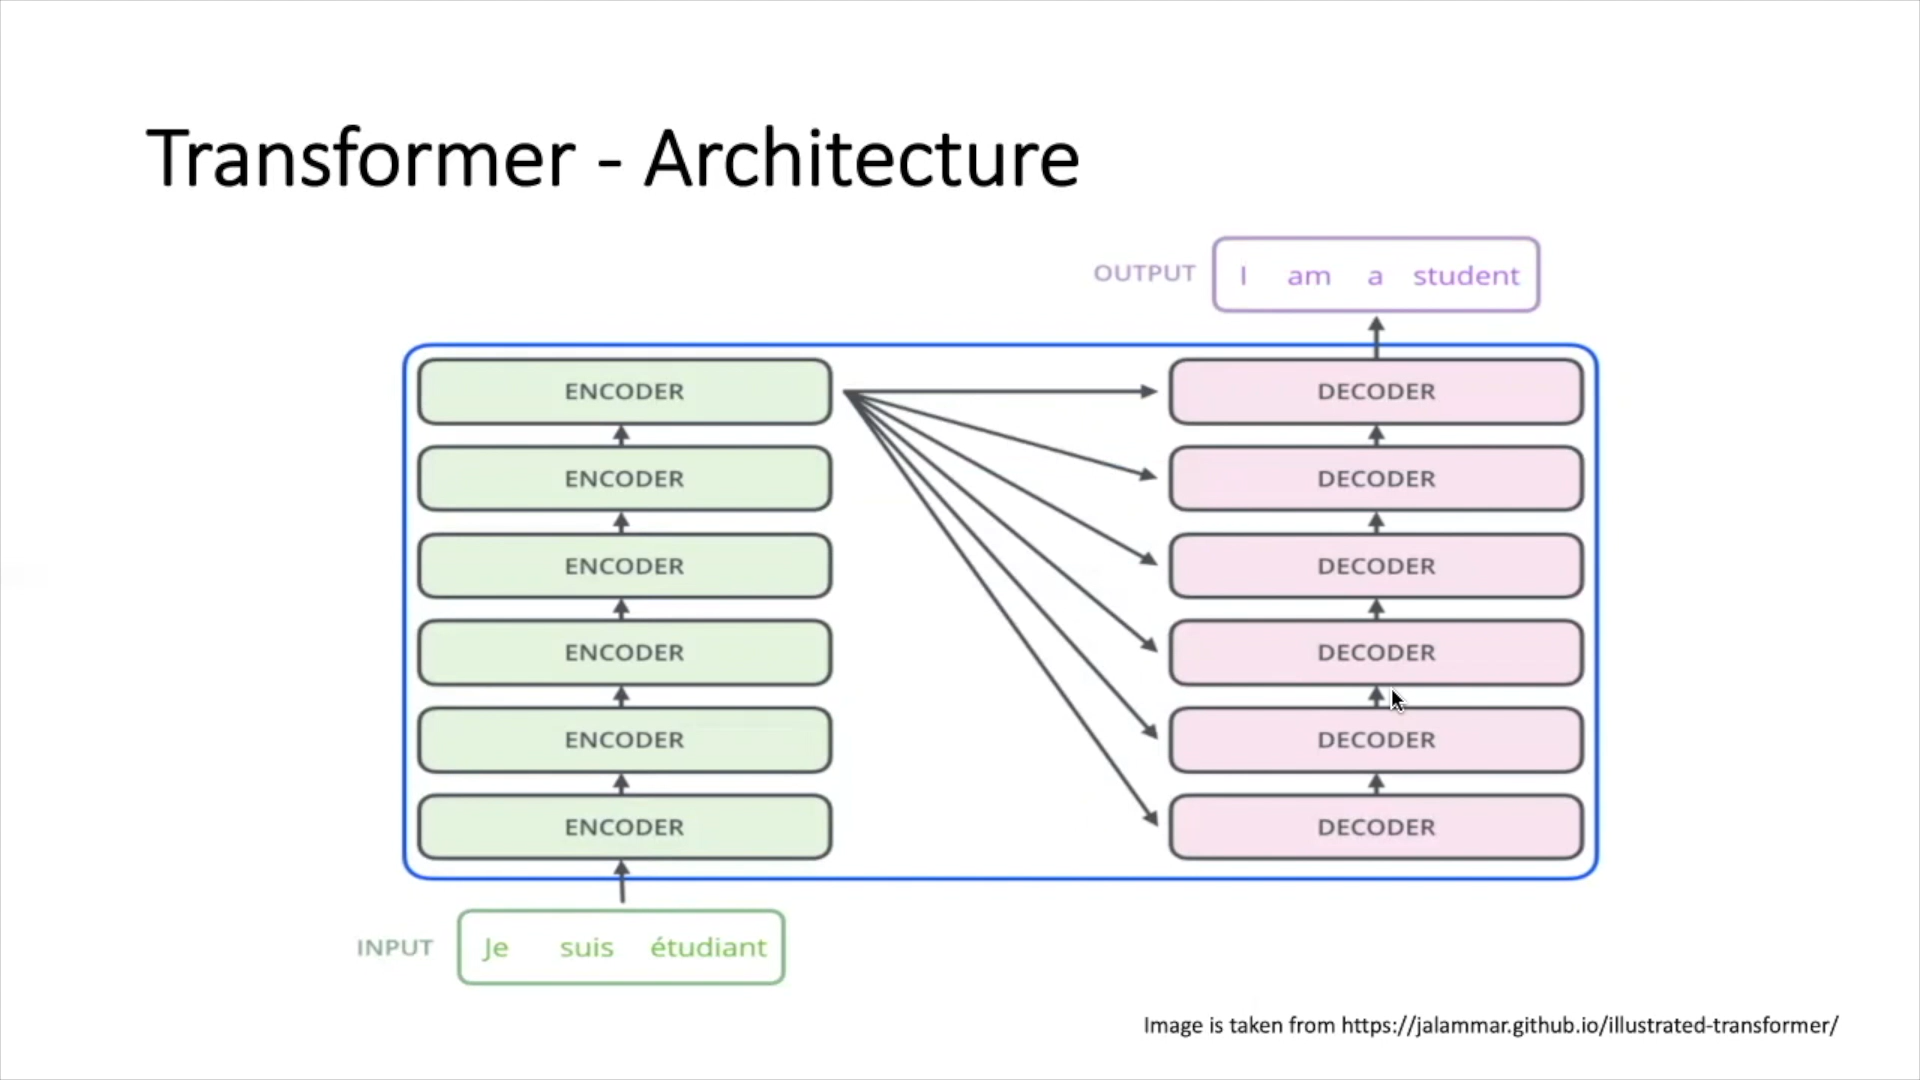 Transformer - Architecture
OUTPUT I am a student
ENCODER DECODER
ENCODER DECODER
ENCODER DECODER
ENCODER DECODER
ENCODER DECODER
ENCODER DECODER
INPUT Je suis étudiant
Image is taken from https://jalammar.github.io/illustrated-transformer/